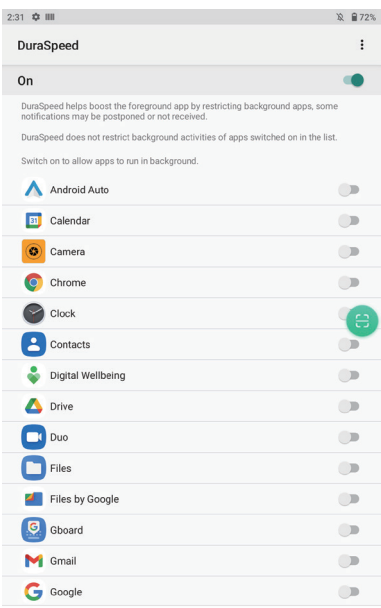 2:31 72%
DuraSpeed
On
DuraSpeed helps boost the foreground app by restricting background apps, some
notifications may be postponed or not received.
DuraSpeed does not restrict background activities of apps switched on in the list.
Switch on to allow apps to run in background.
Android Auto
31 Calendar
Camera
Chrome
Clock
Contacts
Digital Wellbeing
Drive
Duo
Files
Files by Google
G Gboard
Gmail
Google